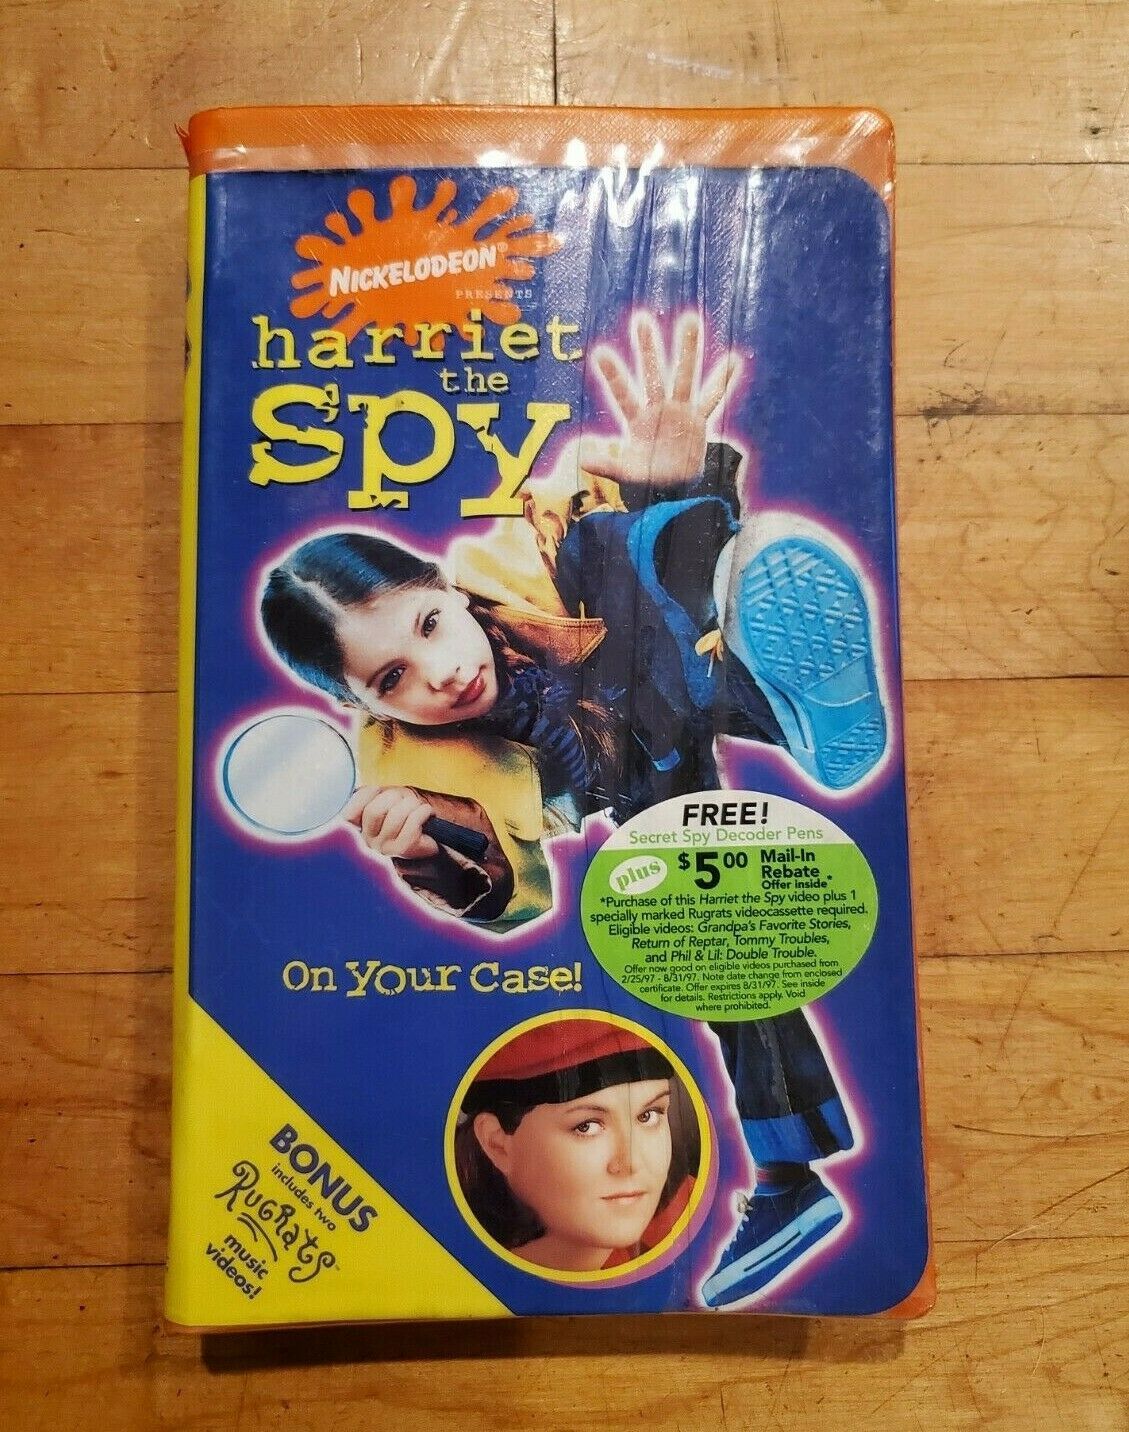 NICKELODEON®
PRESENTS
harriet
the
spy
FREE!
Secret Spy Decoder Pens
plus $5.00 Mail-In
Rebate
Offer inside*
*Purchase of this Harriet the Spy video plus 1
specially marked Rugrats videocassette required.
Eligible videos: Grandpa's Favorite Stories,
Return of Reptar, Tommy Troubles,
and Phil & Lil: Double Trouble.
Offer now good on eligible videos purchased from
2/25/97 - 8/31/97. Note date change from enclosed
certificate. Offer expires 8/31/97. See inside
for details. Restrictions apply. Void
where prohibited.
On Your Case!
BONUS
includes two
RUGRATS™
music
videos!